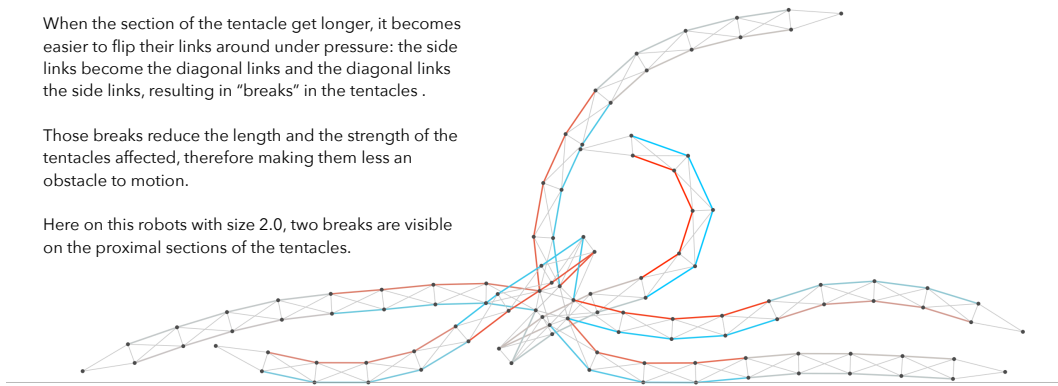 When the section of the tentacle get longer, it becomes
easier to flip their links around under pressure: the side
links become the diagonal links and the diagonal links
the side links, resulting in “breaks” in the tentacles .
Those breaks reduce the length and the strength of the
tentacles affected, therefore making them less an
obstacle to motion.
Here on this robots with size 2.0, two breaks are visible
on the proximal sections of the tentacles.